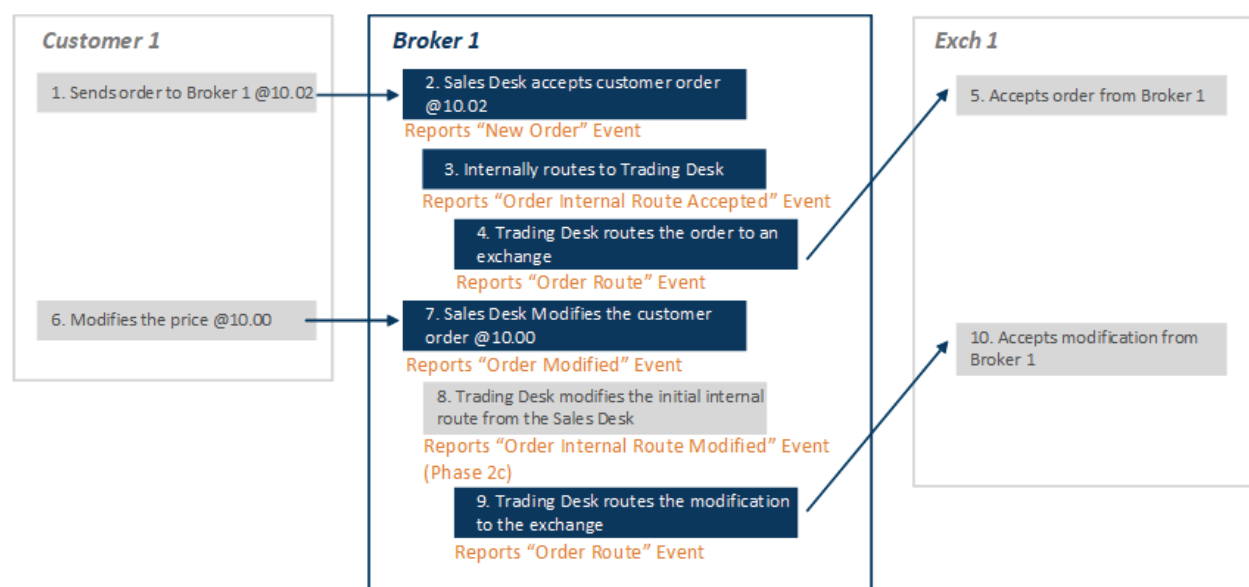 Customer 1
Broker 1
Exch 1
1. Sends order to Broker 1 @10.02
2. Sales Desk accepts customer order
@10.02
Reports “New Order” Event
5. Accepts order from Broker 1
3. Internally routes to Trading Desk
Reports “Order Internal Route Accepted” Event
4. Trading Desk routes the order to an
exchange
Reports “Order Route” Event
6. Modifies the price @10.00
7. Sales Desk Modifies the customer
order @10.00
Reports “Order Modified” Event
10. Accepts modification from
Broker 1
8. Trading Desk modifies the initial internal
route from the Sales Desk
Reports “Order Internal Route Modified” Event
(Phase 2c)
9. Trading Desk routes the modification
to the exchange
Reports “Order Route” Event